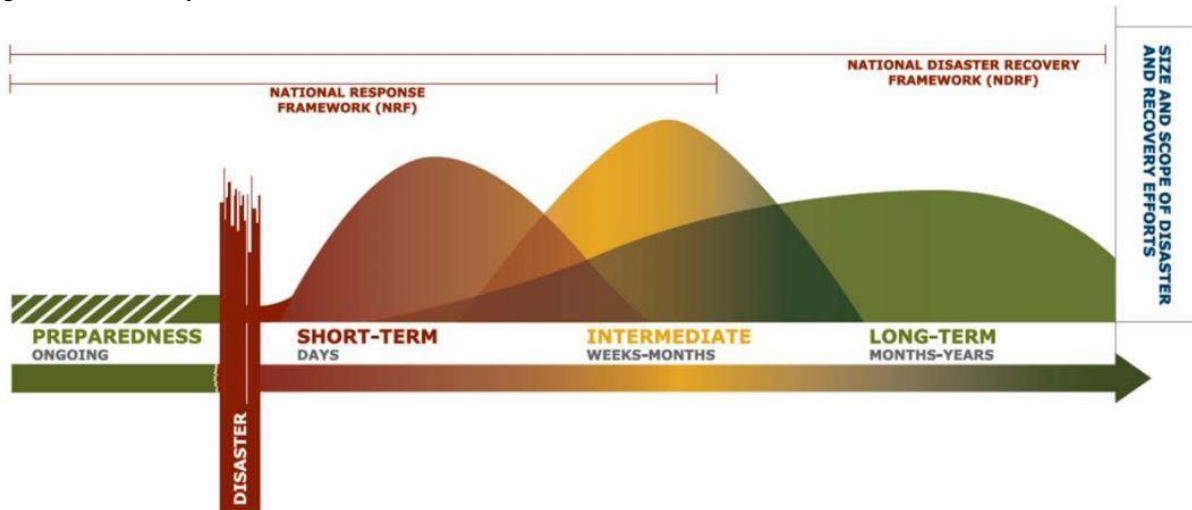 NATIONAL DISASTER RECOVERY
FRAMEWORK (NDRF)
NATIONAL RESPONSE
FRAMEWORK (NRF)
SIZE AND SCOPE OF DISASTER
AND RECOVERY EFFORTS
PREPAREDNESS
ONGOING
SHORT-TERM
DAYS
INTERMEDIATE
WEEKS-MONTHS
LONG-TERM
MONTHS-YEARS
DISASTER